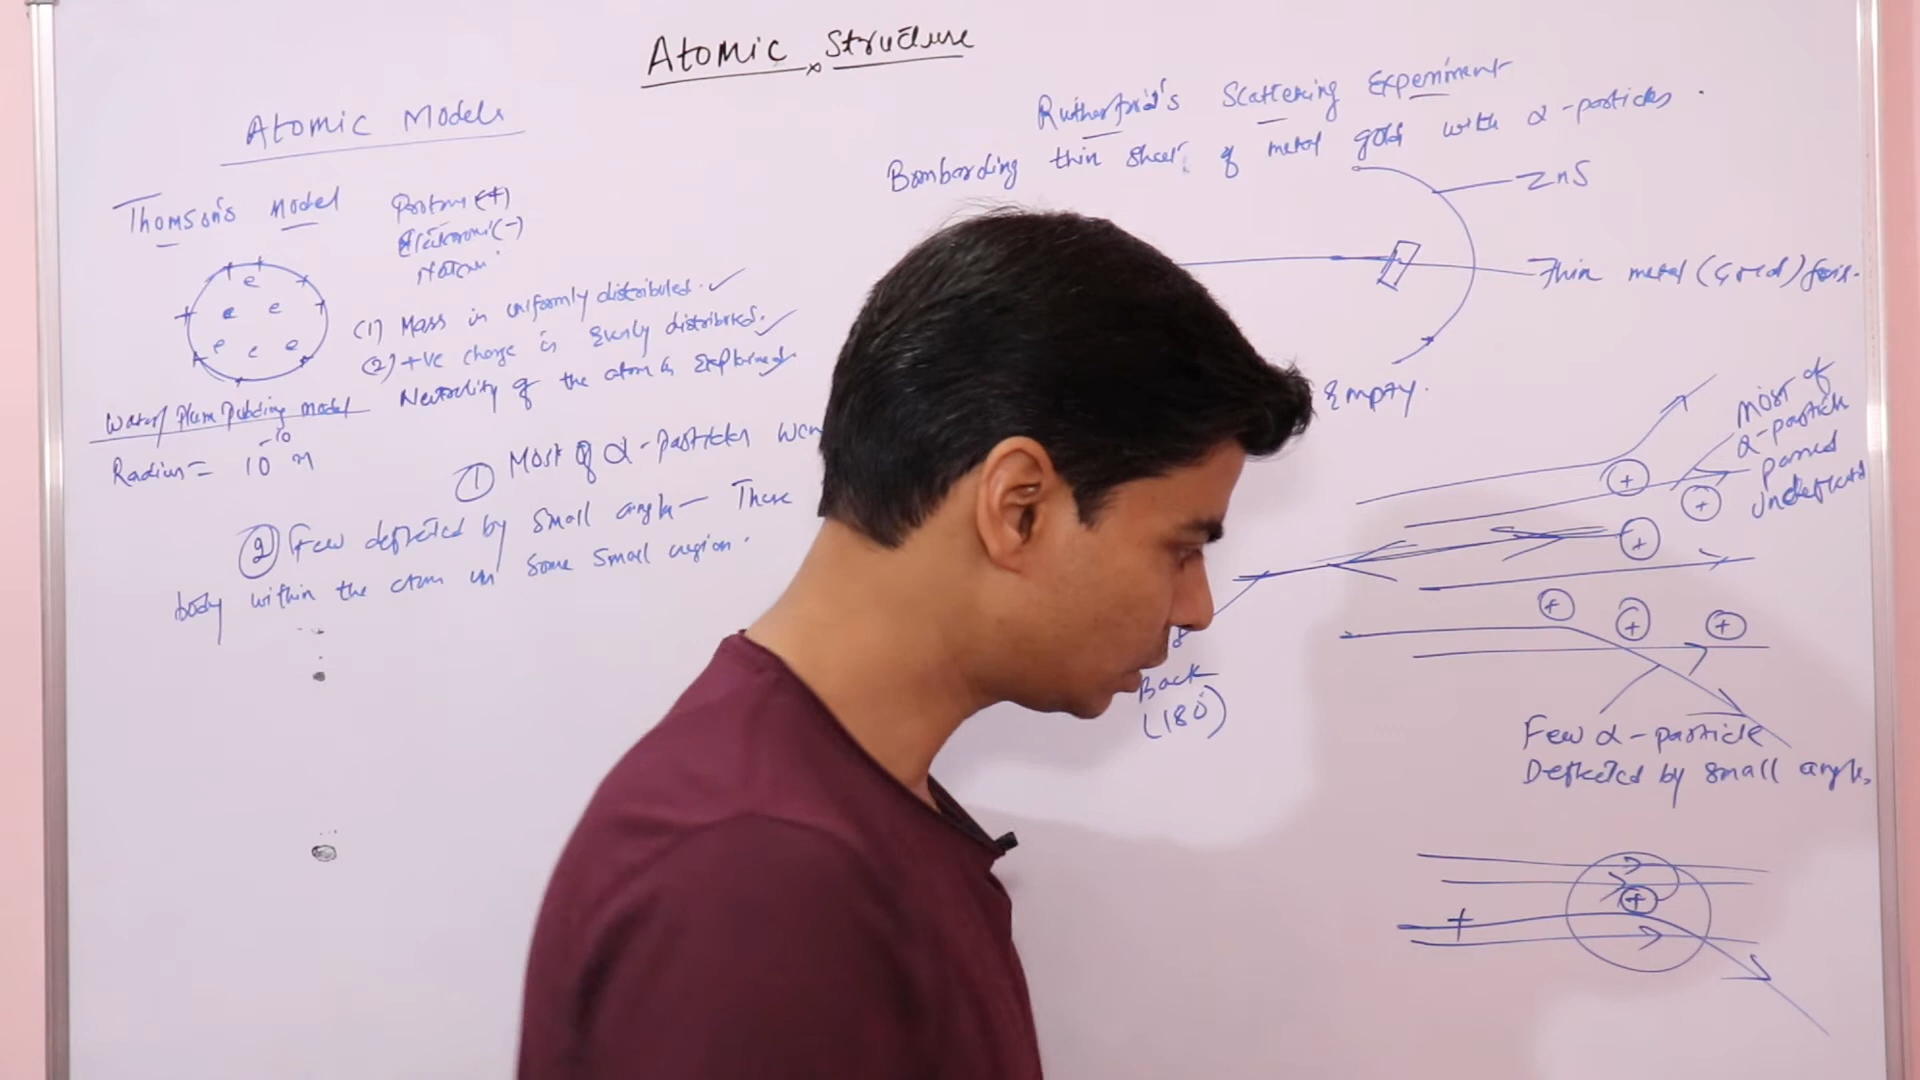 Atomic Structure
Atomic Models
Thomson's Model
Proton (+)
Electron (-)
e
e e
e e e
(1) Mass is uniformly distributed.
(2) +ve charge is Evenly distributed.
Neutrality of the atom is Explained.
Water/Plum Pudding Model
Radius = 10⁻¹⁰ m
① Most of α-Particles wen
② Few deflected by small angle - There
body within the atom in some small region.
Rutherford's Scattering Experiment
Bombarding thin sheet of metal gold with α-particles.
ZnS
Thin metal (Gold) foil.
Empty.
Most of
α-particle
passed
Undeflected
Back
(180°)
Few α-particle
Deflected by small angle.